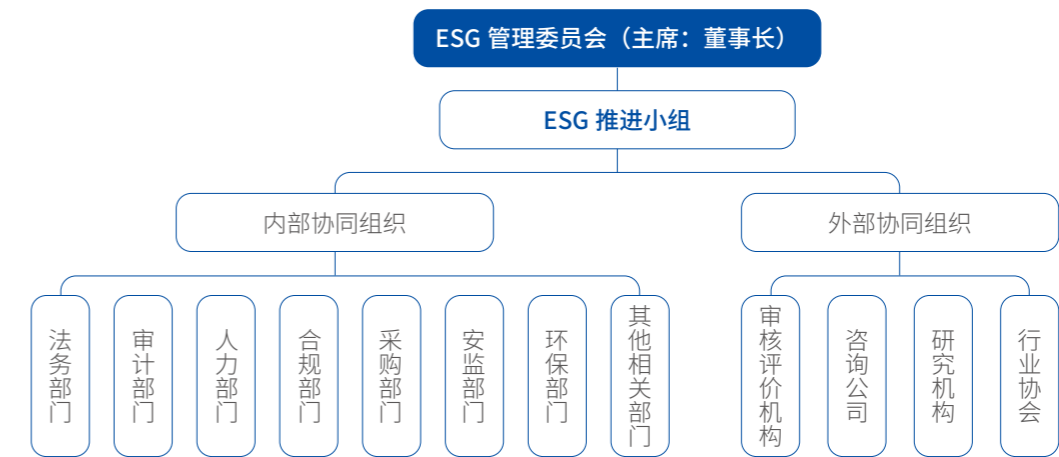 ESG 管理委员会（主席：董事长）
ESG 推进小组
内部协同组织
外部协同组织
法务部门
审计部门
人力部门
合规部门
采购部门
安监部门
环保部门
其他相关部门
审核评价机构
咨询公司
研究机构
行业协会